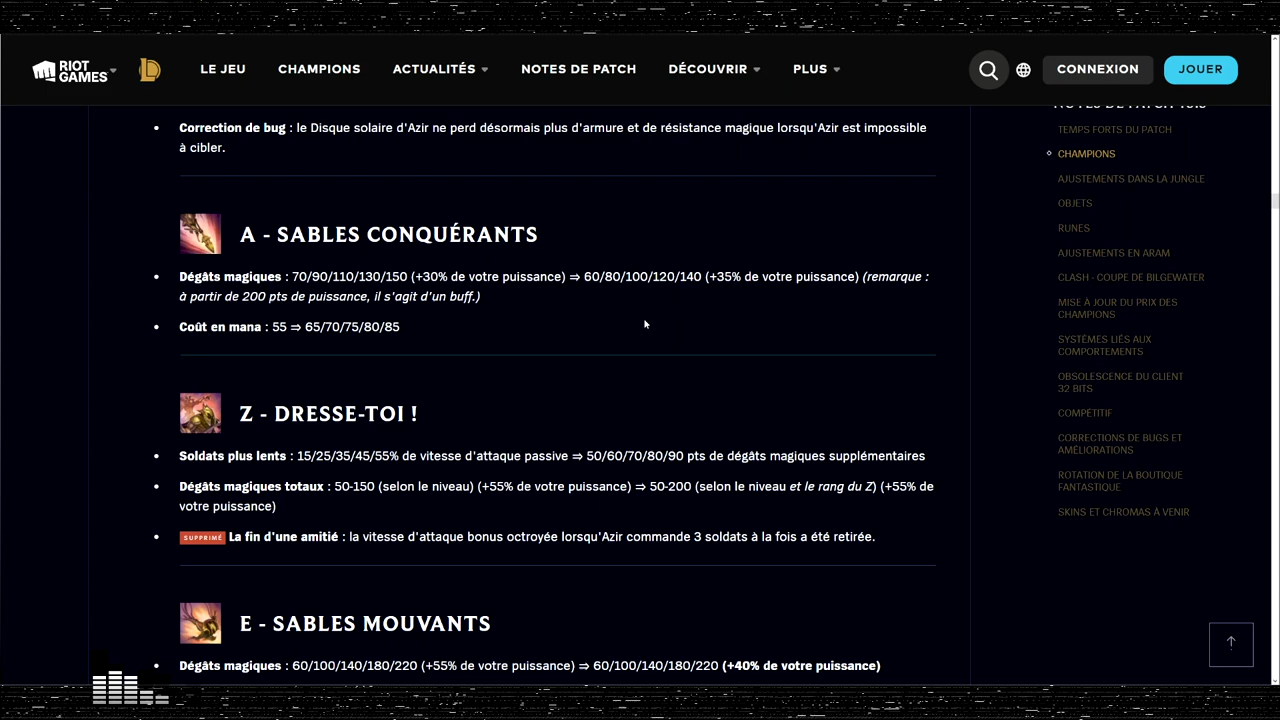 RIOT GAMES
LE JEU
CHAMPIONS
ACTUALITÉS
NOTES DE PATCH
DÉCOUVRIR
PLUS
CONNEXION
JOUER
Correction de bug : le Disque solaire d'Azir ne perd désormais plus d'armure et de résistance magique lorsqu'Azir est impossible
à cibler.
A - SABLES CONQUÉRANTS
Dégâts magiques : 70/90/110/130/150 (+30% de votre puissance) ⇒ 60/80/100/120/140 (+35% de votre puissance) (remarque :
à partir de 200 pts de puissance, il s'agit d'un buff.)
Coût en mana : 55 ⇒ 65/70/75/80/85
Z - DRESSE-TOI !
Soldats plus lents : 15/25/35/45/55% de vitesse d'attaque passive ⇒ 50/60/70/80/90 pts de dégâts magiques supplémentaires
Dégâts magiques totaux : 50-150 (selon le niveau) (+55% de votre puissance) ⇒ 50-200 (selon le niveau et le rang du Z) (+55% de
votre puissance)
SUPPRIMÉ La fin d'une amitié : la vitesse d'attaque bonus octroyée lorsqu'Azir commande 3 soldats à la fois a été retirée.
E - SABLES MOUVANTS
Dégâts magiques : 60/100/140/180/220 (+55% de votre puissance) ⇒ 60/100/140/180/220 (+40% de votre puissance)
TEMPS FORTS DU PATCH
CHAMPIONS
AJUSTEMENTS DANS LA JUNGLE
OBJETS
RUNES
AJUSTEMENTS EN ARAM
CLASH - COUPE DE BILGEWATER
MISE À JOUR DU PRIX DES
CHAMPIONS
SYSTÈMES LIÉS AUX
COMPORTEMENTS
OBSOLESCENCE DU CLIENT
32 BITS
COMPÉTITIF
CORRECTIONS DE BUGS ET
AMÉLIORATIONS
ROTATION DE LA BOUTIQUE
FANTASTIQUE
SKINS ET CHROMAS À VENIR